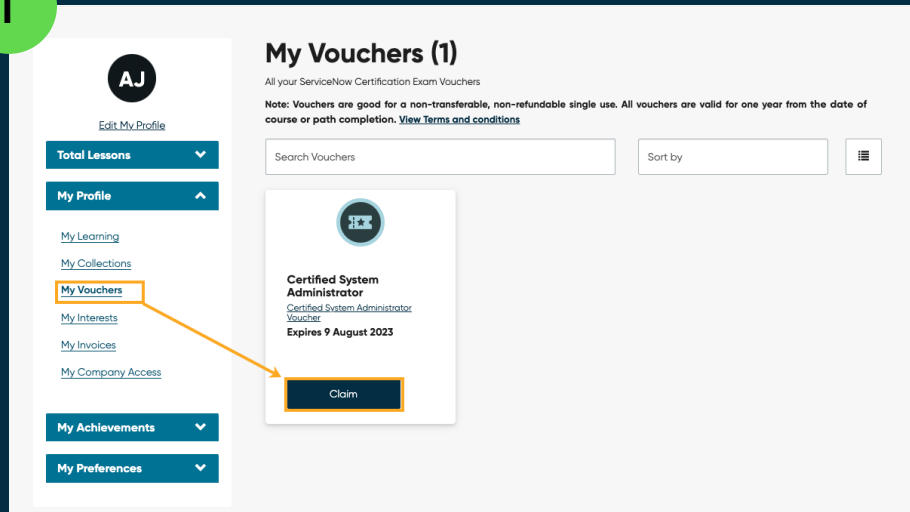 1
AJ
Edit My Profile
Total Lessons
My Profile
My Learning
My Collections
My Vouchers
My Interests
My Invoices
My Company Access
My Achievements
My Preferences
My Vouchers (1)
All your ServiceNow Certification Exam Vouchers
Note: Vouchers are good for a non-transferable, non-refundable single use. All vouchers are valid for one year from the date of
course or path completion. View Terms and conditions
Search Vouchers
Sort by
Certified System
Administrator
Certified System Administrator
Voucher
Expires 9 August 2023
Claim